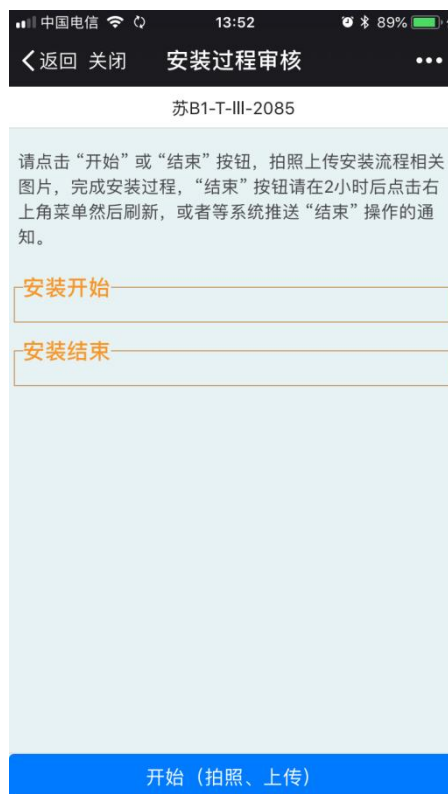 中国电信 13:52 89%
返回 关闭 安装过程审核
苏B1-T-Ⅲ-2085
请点击“开始”或“结束”按钮，拍照上传安装流程相关
图片，完成安装过程，“结束”按钮请在2小时后点击右
上角菜单然后刷新，或者等系统推送“结束”操作的通
知。
安装开始
安装结束
开始（拍照、上传）